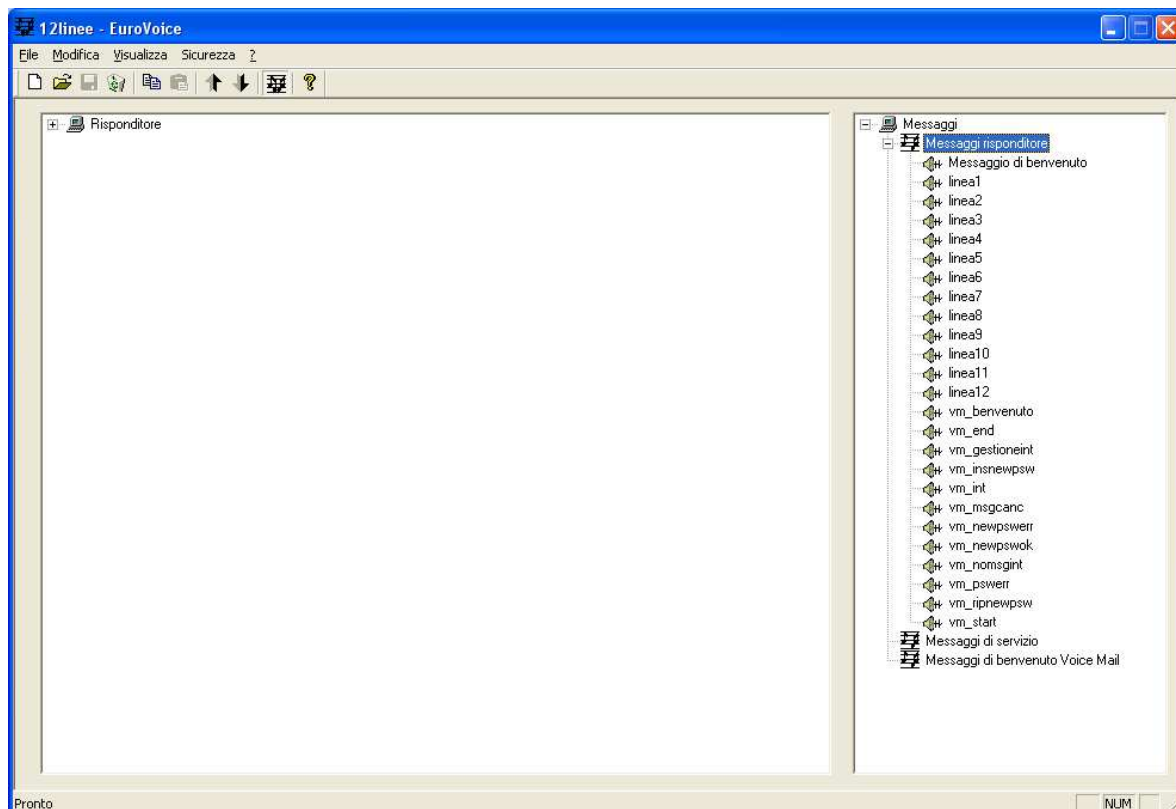 12linee - EuroVoice
File Modifica Visualizza Sicurezza ?
Risponditore
Messaggi
Messaggi risponditore
Messaggio di benvenuto
linea1
linea2
linea3
linea4
linea5
linea6
linea7
linea8
linea9
linea10
linea11
linea12
vm_benvenuto
vm_end
vm_gestioneint
vm_insnewpsw
vm_int
vm_msgcanc
vm_newpswerr
vm_newpswok
vm_nomsgint
vm_pswerr
vm_ripnewpsw
vm_start
Messaggi di servizio
Messaggi di benvenuto Voice Mail
Pronto
NUM